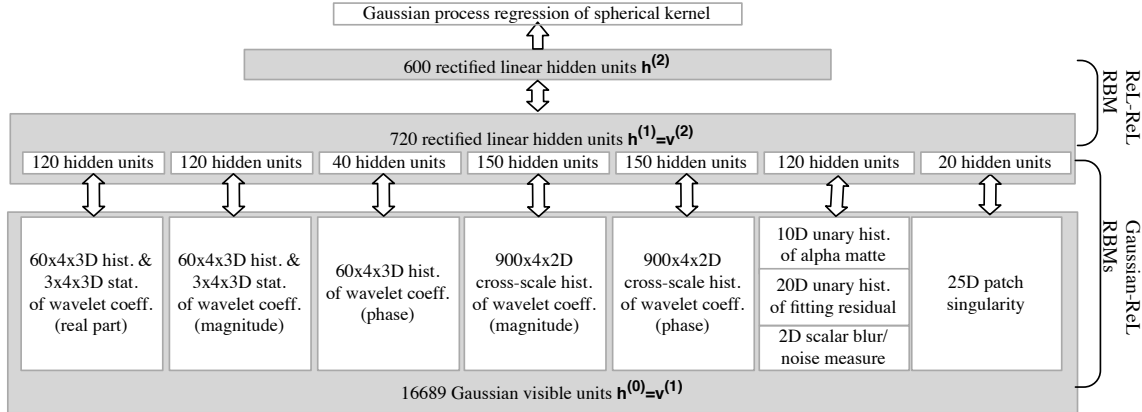 Gaussian process regression of spherical kernel
600 rectified linear hidden units h(2)
720 rectified linear hidden units h(1)=v(2)
120 hidden units
120 hidden units
40 hidden units
150 hidden units
150 hidden units
120 hidden units
20 hidden units
60x4x3D hist. &
3x4x3D stat.
of wavelet coeff.
(real part)
60x4x3D hist. &
3x4x3D stat.
of wavelet coeff.
(magnitude)
60x4x3D hist.
of wavelet coeff.
(phase)
900x4x2D
cross-scale hist.
of wavelet coeff.
(magnitude)
900x4x2D
cross-scale hist.
of wavelet coeff.
(phase)
10D unary hist.
of alpha matte
20D unary hist.
of fitting residual
2D scalar blur/
noise measure
25D patch
singularity
16689 Gaussian visible units h(0)=v(1)
ReL-ReL
RBM
Gaussian-ReL
RBMs